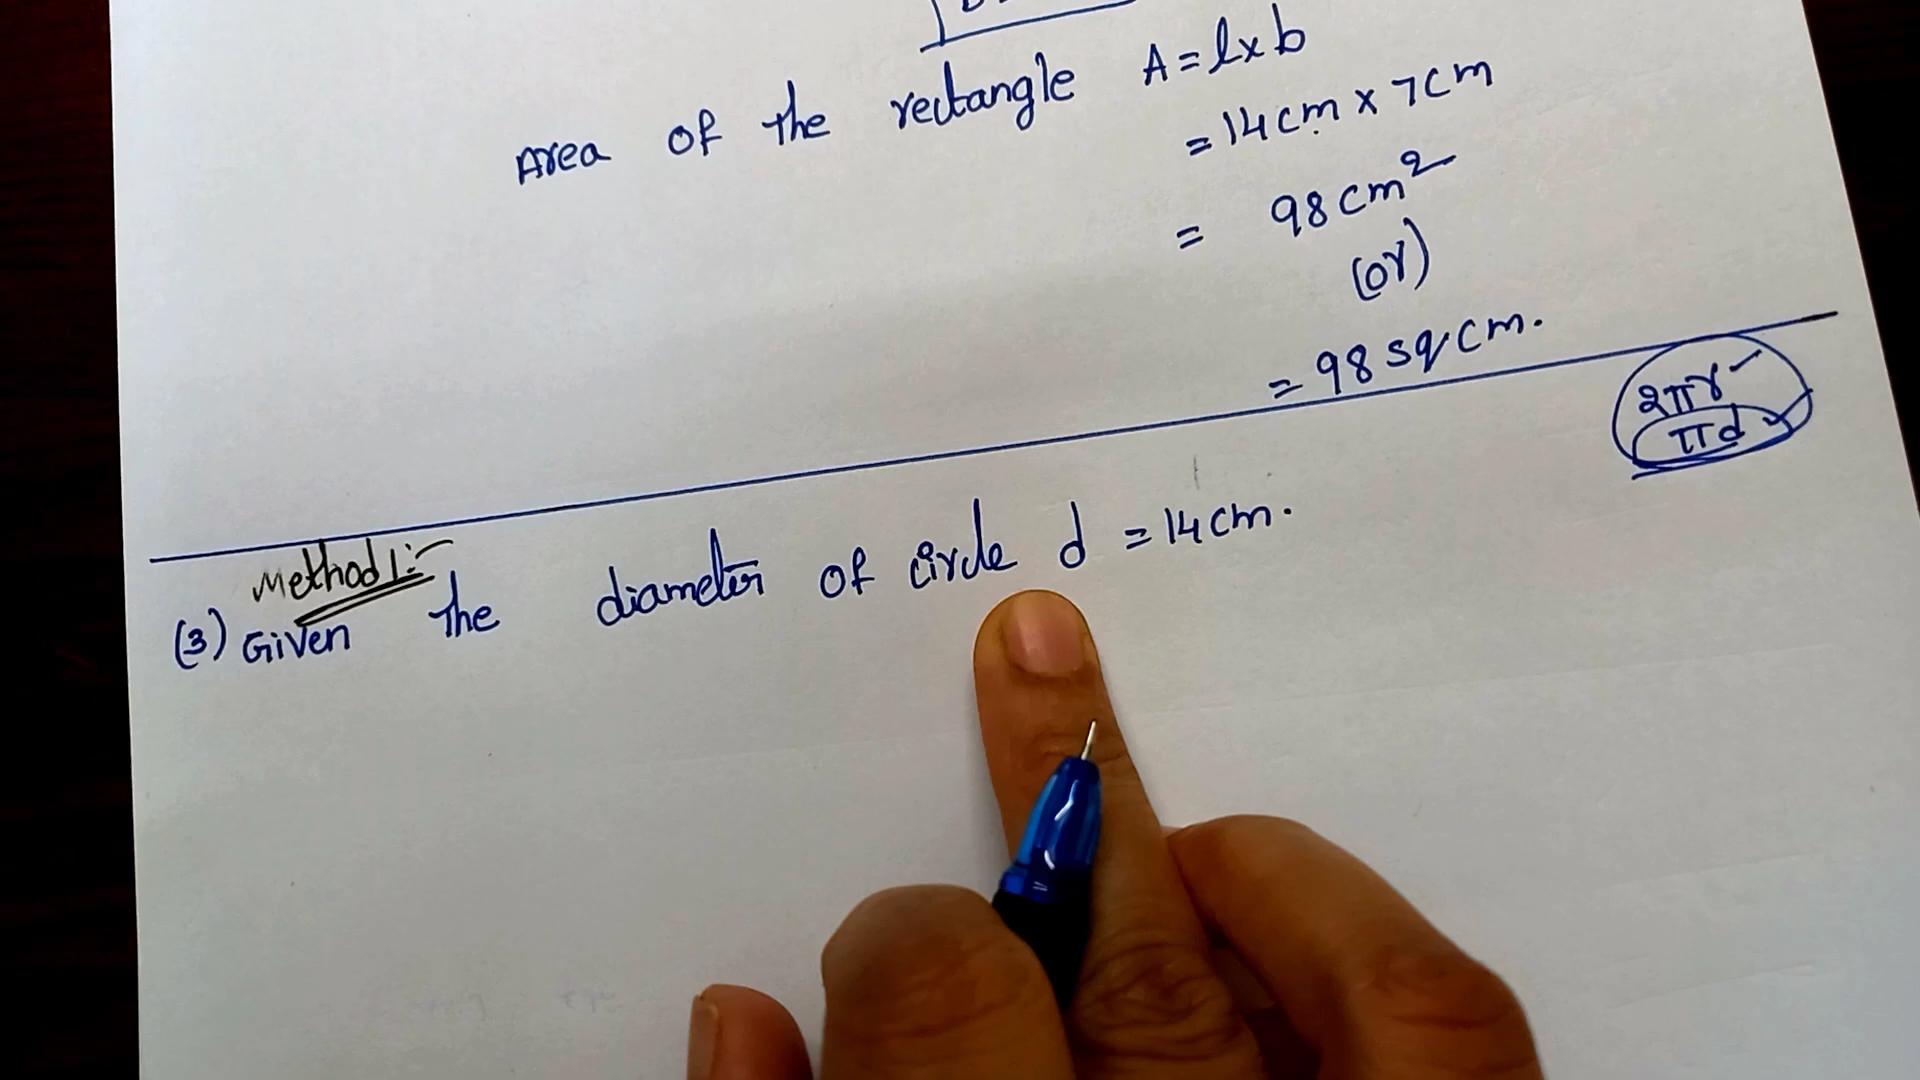 Area of the rectangle A = l x b
= 14 cm x 7 cm
= 98 cm²
(or)
= 98 sq cm.
2πr
πd
Method 1:-
(3) Given the diameter of circle d = 14 cm.